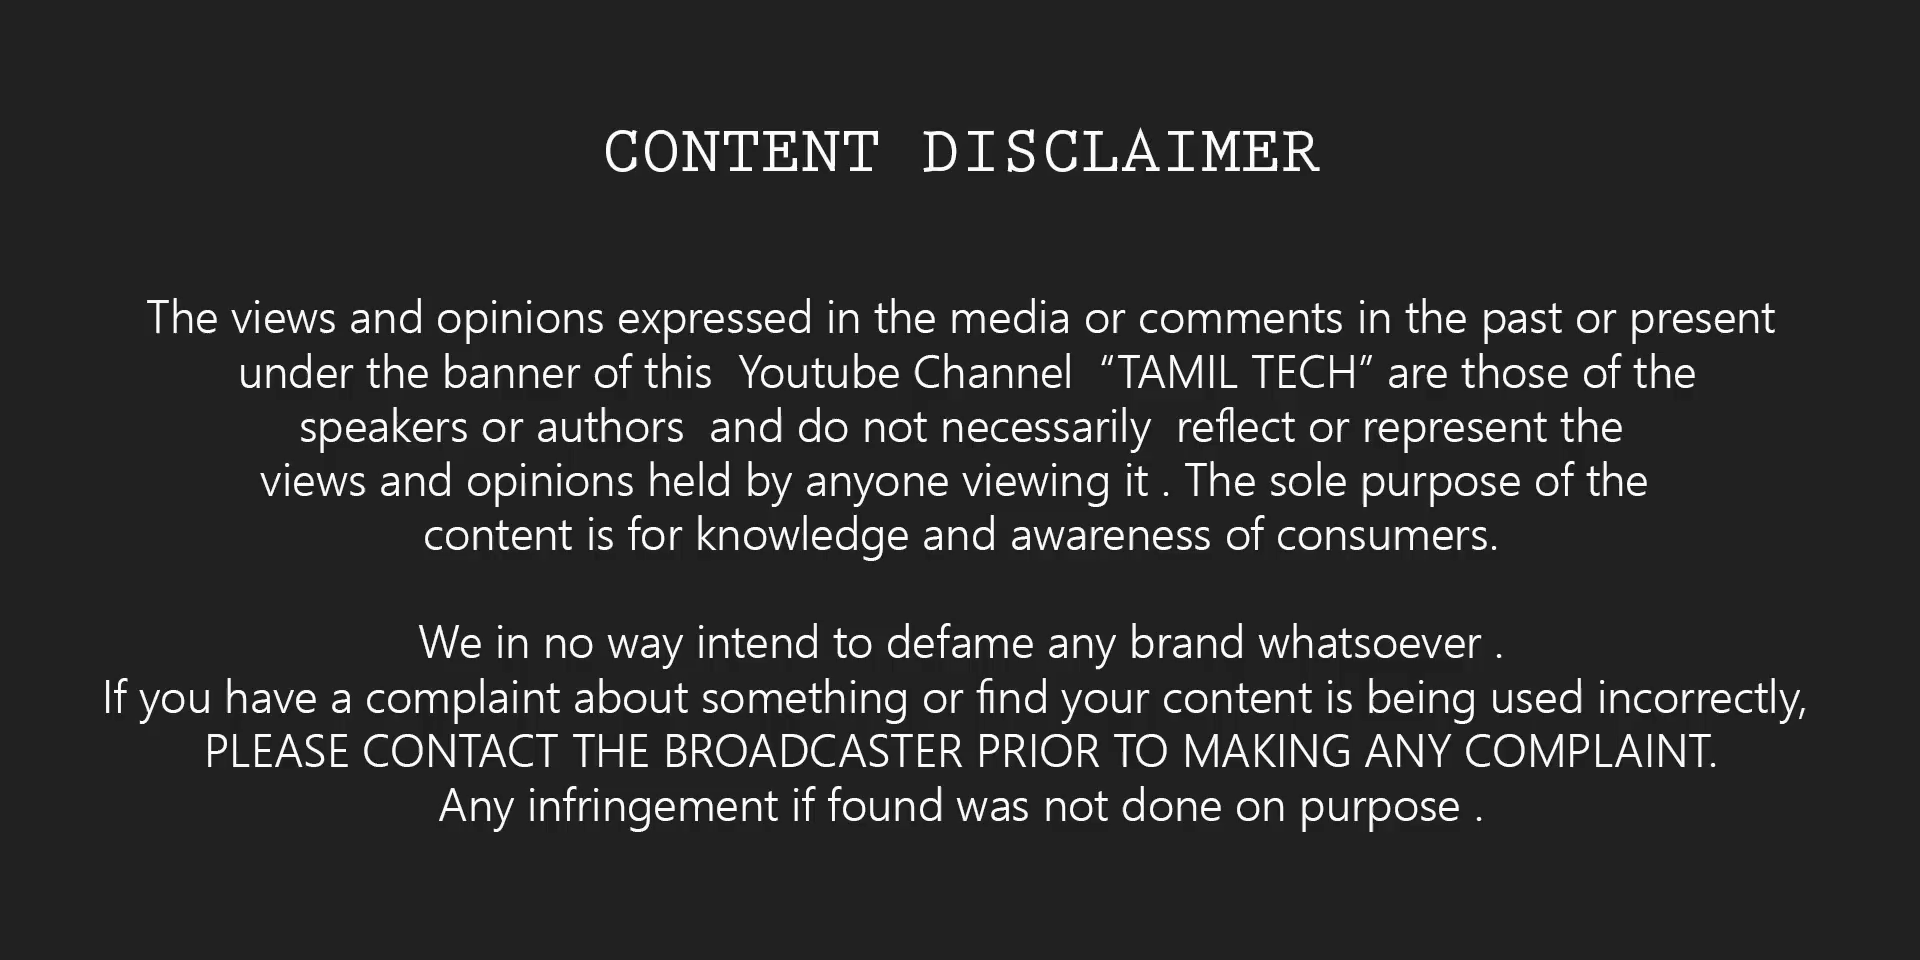 CONTENT DISCLAIMER
The views and opinions expressed in the media or comments in the past or present
under the banner of this  Youtube Channel  “TAMIL TECH” are those of the
speakers or authors  and do not necessarily  reflect or represent the
views and opinions held by anyone viewing it . The sole purpose of the
content is for knowledge and awareness of consumers.
We in no way intend to defame any brand whatsoever .
If you have a complaint about something or find your content is being used incorrectly,
PLEASE CONTACT THE BROADCASTER PRIOR TO MAKING ANY COMPLAINT.
Any infringement if found was not done on purpose .